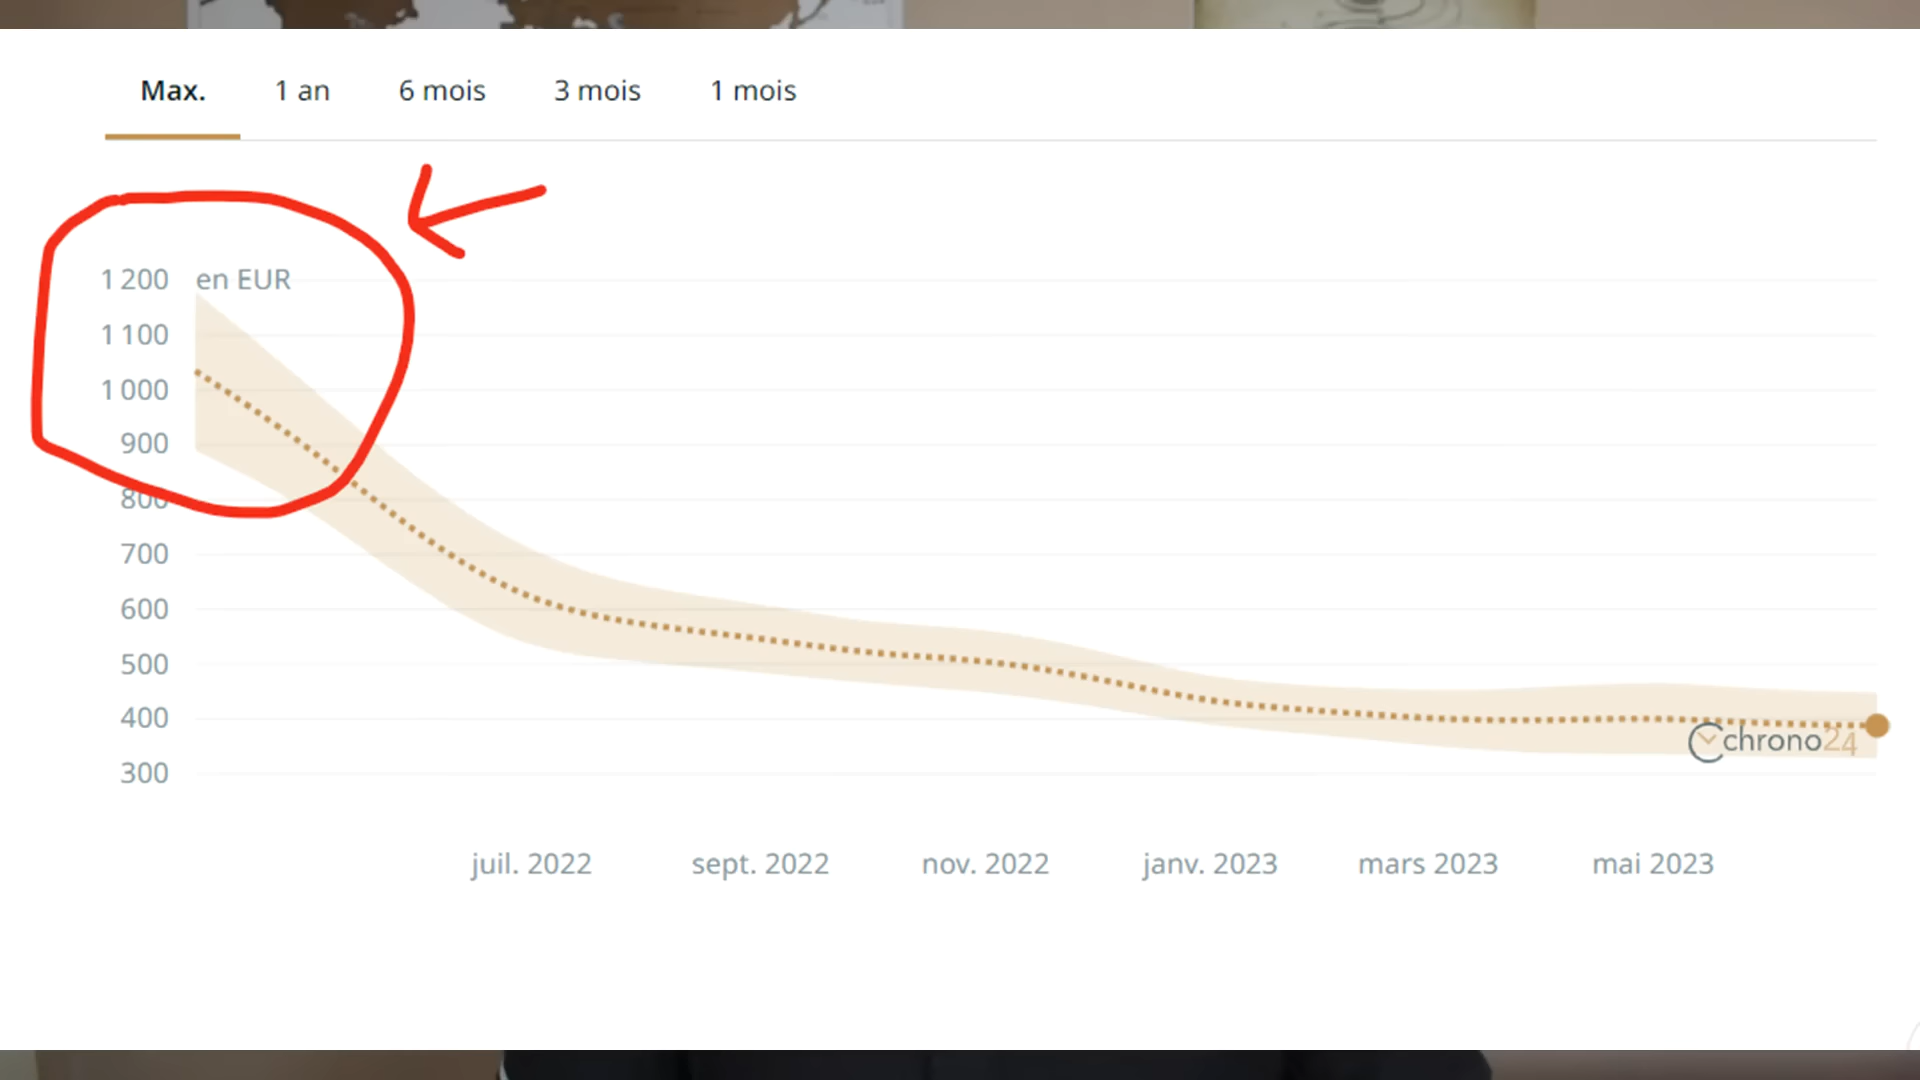 Max. 1 an 6 mois 3 mois 1 mois
1 200 en EUR
1 100
1 000
900
800
700
600
500
400
300
chrono24
juil. 2022 sept. 2022 nov. 2022 janv. 2023 mars 2023 mai 2023